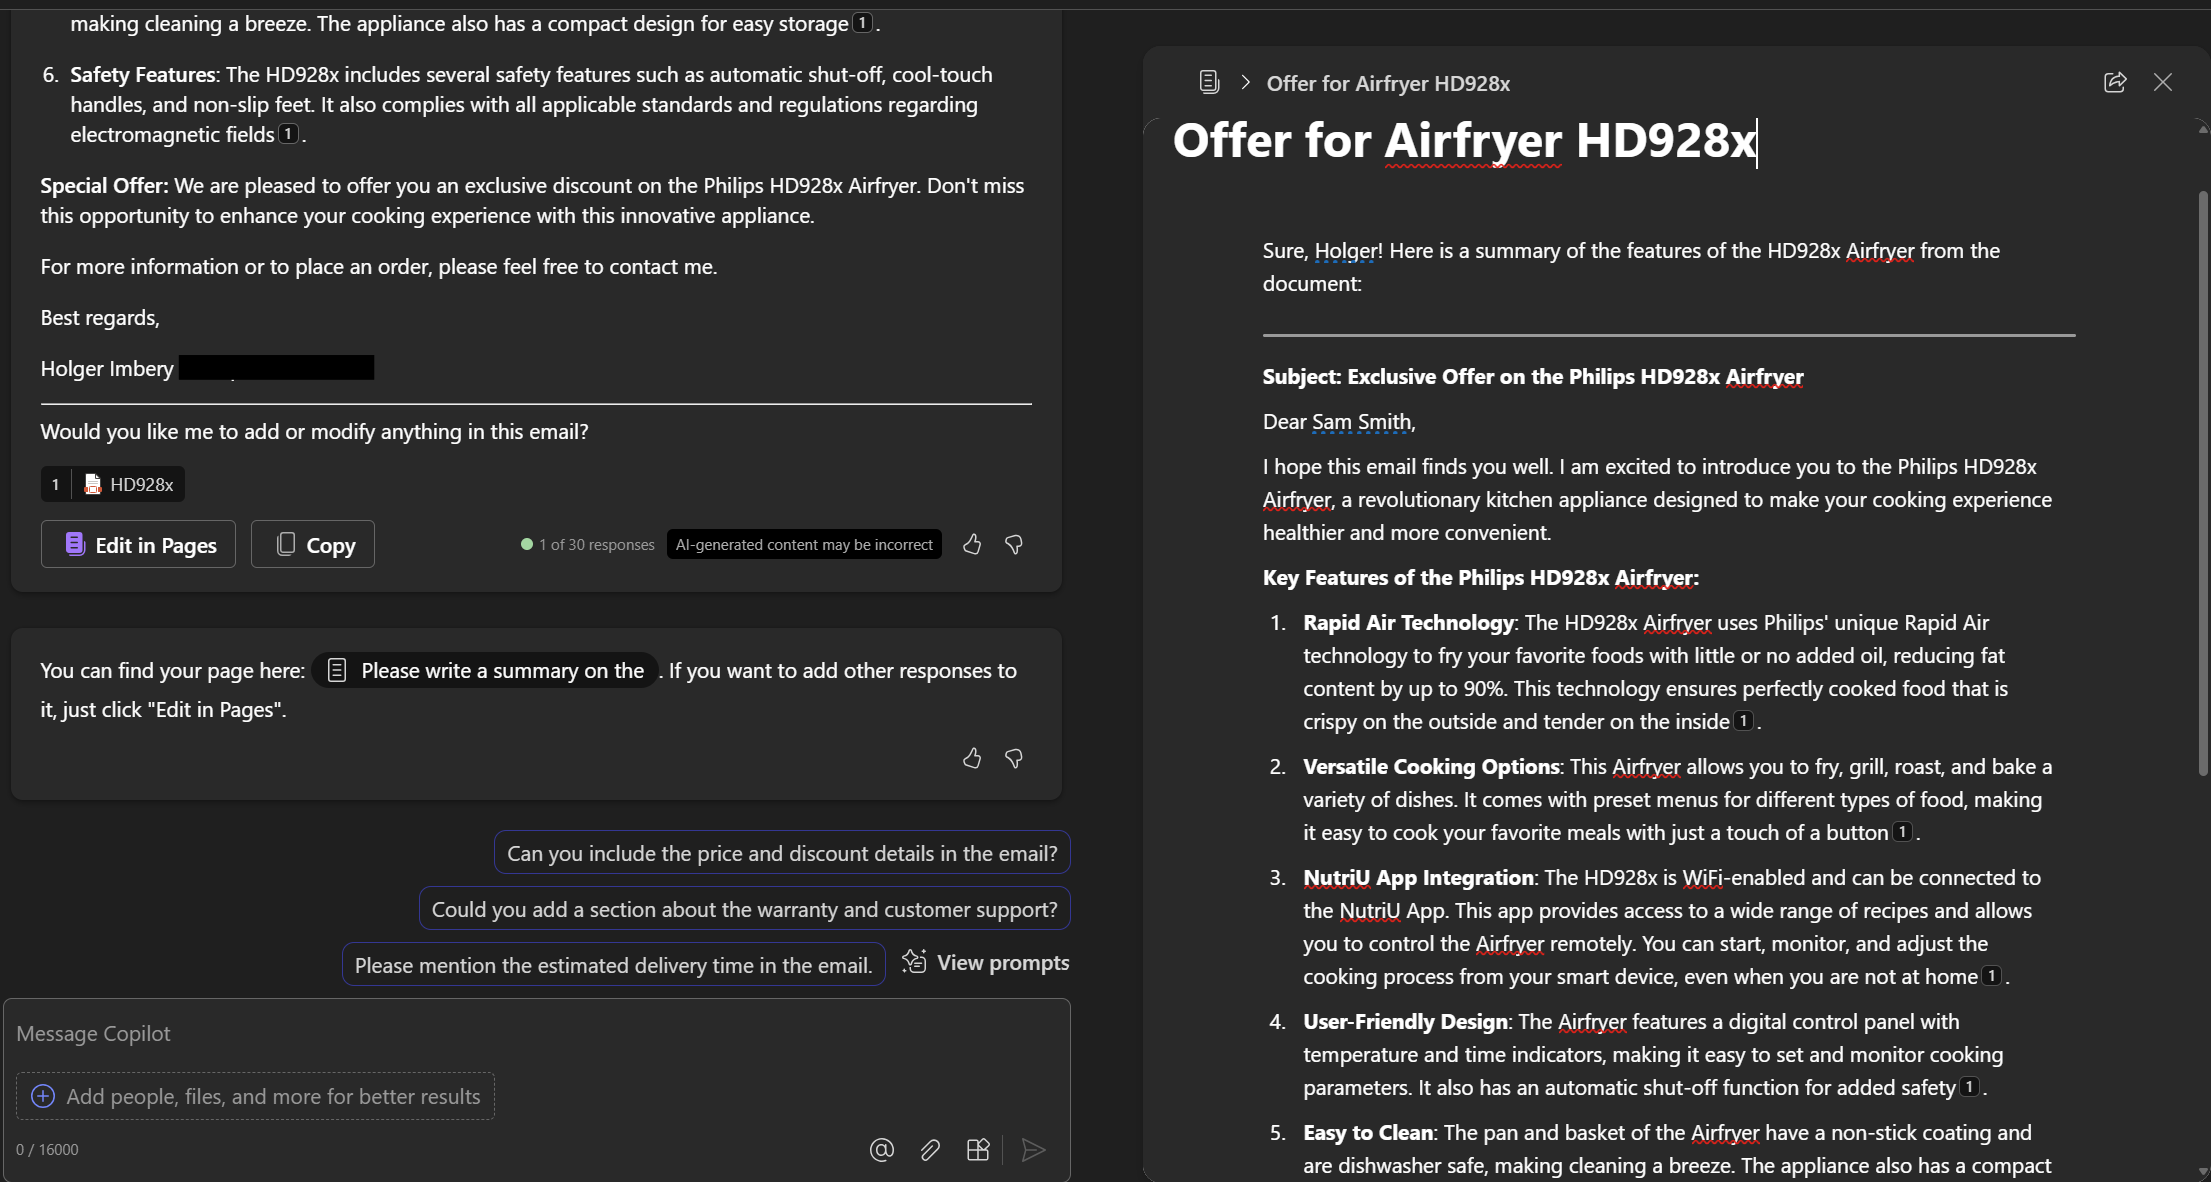 making cleaning a breeze. The appliance also has a compact design for easy storage 1 .
6. Safety Features: The HD928x includes several safety features such as automatic shut-off, cool-touch
handles, and non-slip feet. It also complies with all applicable standards and regulations regarding
electromagnetic fields 1 .
Special Offer: We are pleased to offer you an exclusive discount on the Philips HD928x Airfryer. Don't miss
this opportunity to enhance your cooking experience with this innovative appliance.
For more information or to place an order, please feel free to contact me.
Best regards,
Holger Imbery
Would you like me to add or modify anything in this email?
1 HD928x
Edit in Pages
Copy
1 of 30 responses
AI-generated content may be incorrect
You can find your page here: Please write a summary on the . If you want to add other responses to
it, just click "Edit in Pages".
Can you include the price and discount details in the email?
Could you add a section about the warranty and customer support?
Please mention the estimated delivery time in the email.
View prompts
Message Copilot
Add people, files, and more for better results
0 / 16000
Offer for Airfryer HD928x
Offer for Airfryer HD928x
Sure, Holger! Here is a summary of the features of the HD928x Airfryer from the
document:
Subject: Exclusive Offer on the Philips HD928x Airfryer
Dear Sam Smith,
I hope this email finds you well. I am excited to introduce you to the Philips HD928x
Airfryer, a revolutionary kitchen appliance designed to make your cooking experience
healthier and more convenient.
Key Features of the Philips HD928x Airfryer:
1. Rapid Air Technology: The HD928x Airfryer uses Philips' unique Rapid Air
technology to fry your favorite foods with little or no added oil, reducing fat
content by up to 90%. This technology ensures perfectly cooked food that is
crispy on the outside and tender on the inside 1 .
2. Versatile Cooking Options: This Airfryer allows you to fry, grill, roast, and bake a
variety of dishes. It comes with preset menus for different types of food, making
it easy to cook your favorite meals with just a touch of a button 1 .
3. NutriU App Integration: The HD928x is WiFi-enabled and can be connected to
the NutriU App. This app provides access to a wide range of recipes and allows
you to control the Airfryer remotely. You can start, monitor, and adjust the
cooking process from your smart device, even when you are not at home 1 .
4. User-Friendly Design: The Airfryer features a digital control panel with
temperature and time indicators, making it easy to set and monitor cooking
parameters. It also has an automatic shut-off function for added safety 1 .
5. Easy to Clean: The pan and basket of the Airfryer have a non-stick coating and
are dishwasher safe, making cleaning a breeze. The appliance also has a compact